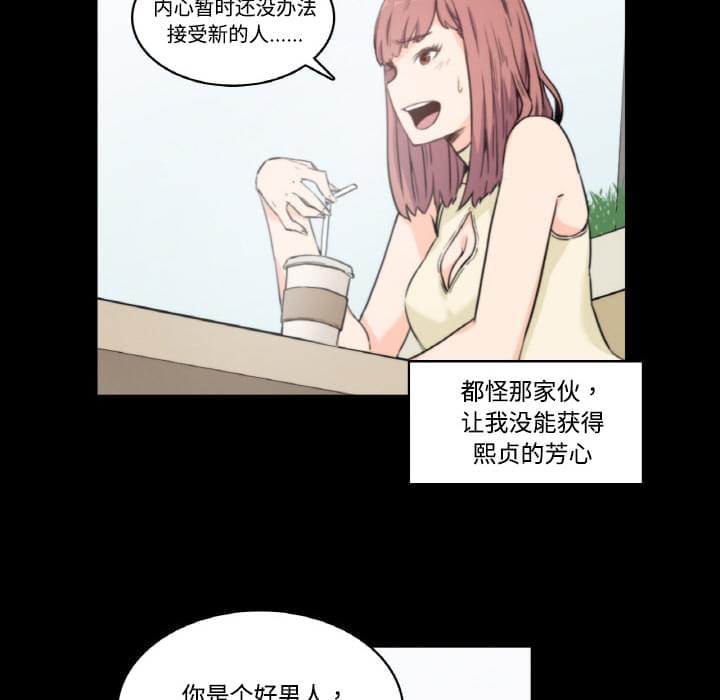 内心暂时还没办法
接受新的人......
都怪那家伙，
让我没能获得
熙贞的芳心
你是个好男人，